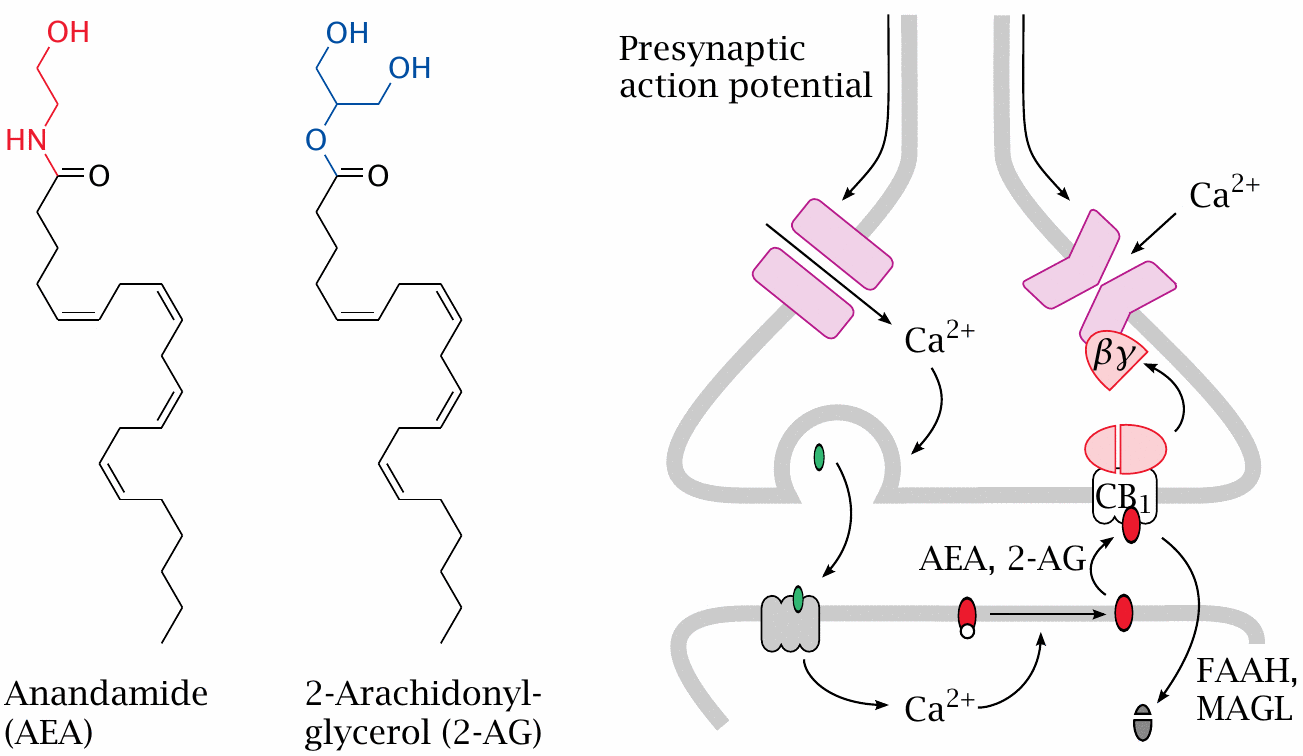 OH
HN
O
Anandamide
(AEA)
OH
OH
O
O
2-Arachidonyl-
glycerol (2-AG)
Presynaptic
action potential
Ca2+
Ca2+
βγ
CB1
AEA, 2-AG
Ca2+
FAAH,
MAGL